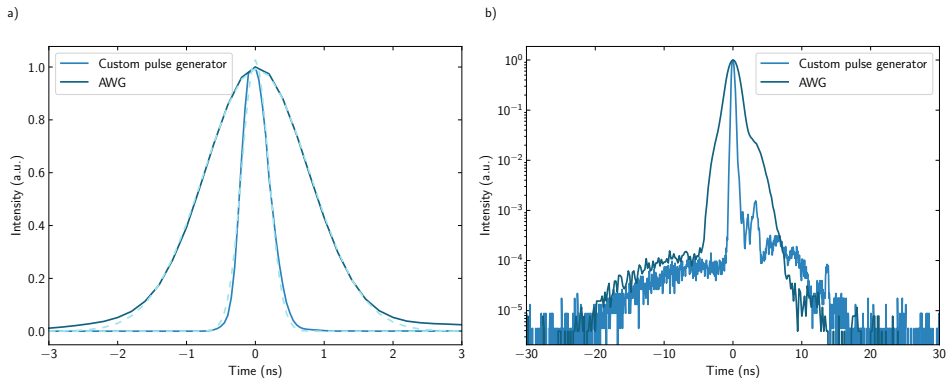 a)
b)
Custom pulse generator
AWG
Intensity (a.u.)
1.0
0.8
0.6
0.4
0.2
0.0
−3
−2
−1
0
1
2
3
Time (ns)
Custom pulse generator
AWG
Intensity (a.u.)
10⁰
10⁻¹
10⁻²
10⁻³
10⁻⁴
10⁻⁵
−30
−20
−10
0
10
20
30
Time (ns)